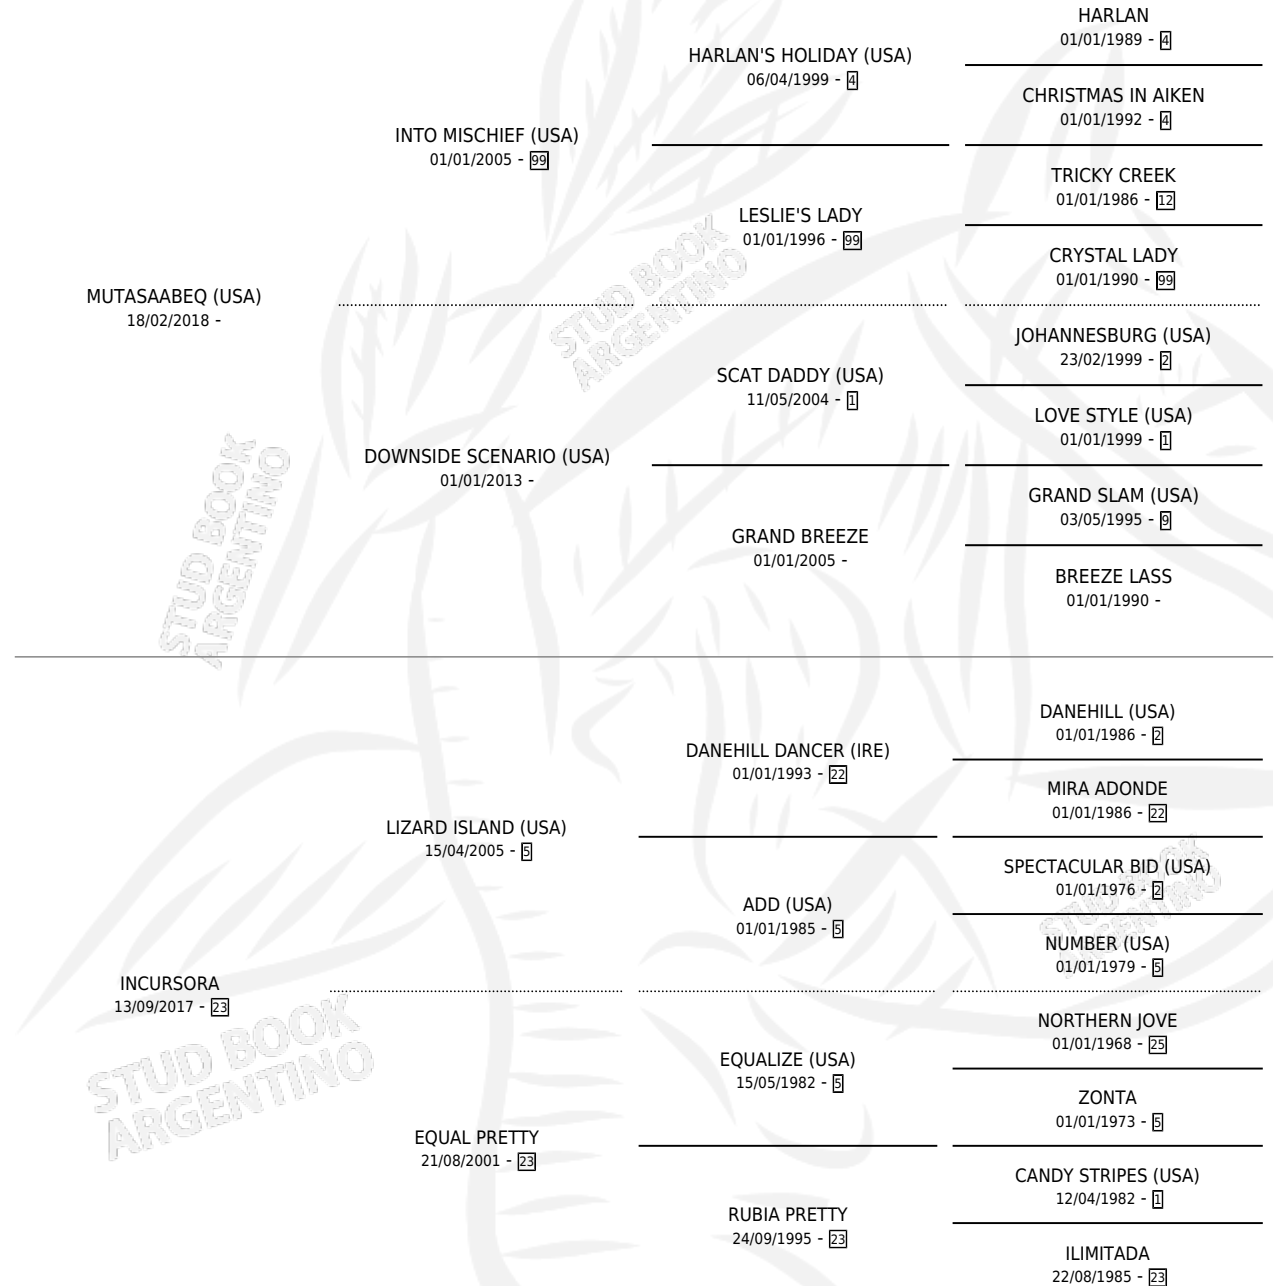 HARLAN
01/01/1989 - 4
HARLAN'S HOLIDAY (USA)
06/04/1999 - 4
CHRISTMAS IN AIKEN
01/01/1992 - 4
INTO MISCHIEF (USA)
01/01/2005 - 99
TRICKY CREEK
01/01/1986 - 12
LESLIE'S LADY
01/01/1996 - 99
CRYSTAL LADY
01/01/1990 - 99
MUTASAABEQ (USA)
18/02/2018 -
JOHANNESBURG (USA)
23/02/1999 - 2
SCAT DADDY (USA)
11/05/2004 - 1
LOVE STYLE (USA)
01/01/1999 - 1
DOWNSIDE SCENARIO (USA)
01/01/2013 -
GRAND SLAM (USA)
03/05/1995 - 9
GRAND BREEZE
01/01/2005 -
BREEZE LASS
01/01/1990 -
DANEHILL (USA)
01/01/1986 - 2
DANEHILL DANCER (IRE)
01/01/1993 - 22
MIRA ADONDE
01/01/1986 - 22
LIZARD ISLAND (USA)
15/04/2005 - 5
SPECTACULAR BID (USA)
01/01/1976 - 2
ADD (USA)
01/01/1985 - 5
NUMBER (USA)
01/01/1979 - 5
INCURSORA
13/09/2017 - 23
NORTHERN JOVE
01/01/1968 - 25
EQUALIZE (USA)
15/05/1982 - 5
ZONTA
01/01/1973 - 5
EQUAL PRETTY
21/08/2001 - 23
CANDY STRIPES (USA)
12/04/1982 - 1
RUBIA PRETTY
24/09/1995 - 23
ILIMITADA
22/08/1985 - 23
STUD BOOK
ARGENTINO
STUD BOOK
ARGENTINO
STUD BOOK
ARGENTINO
STUD BOOK
ARGENTINO